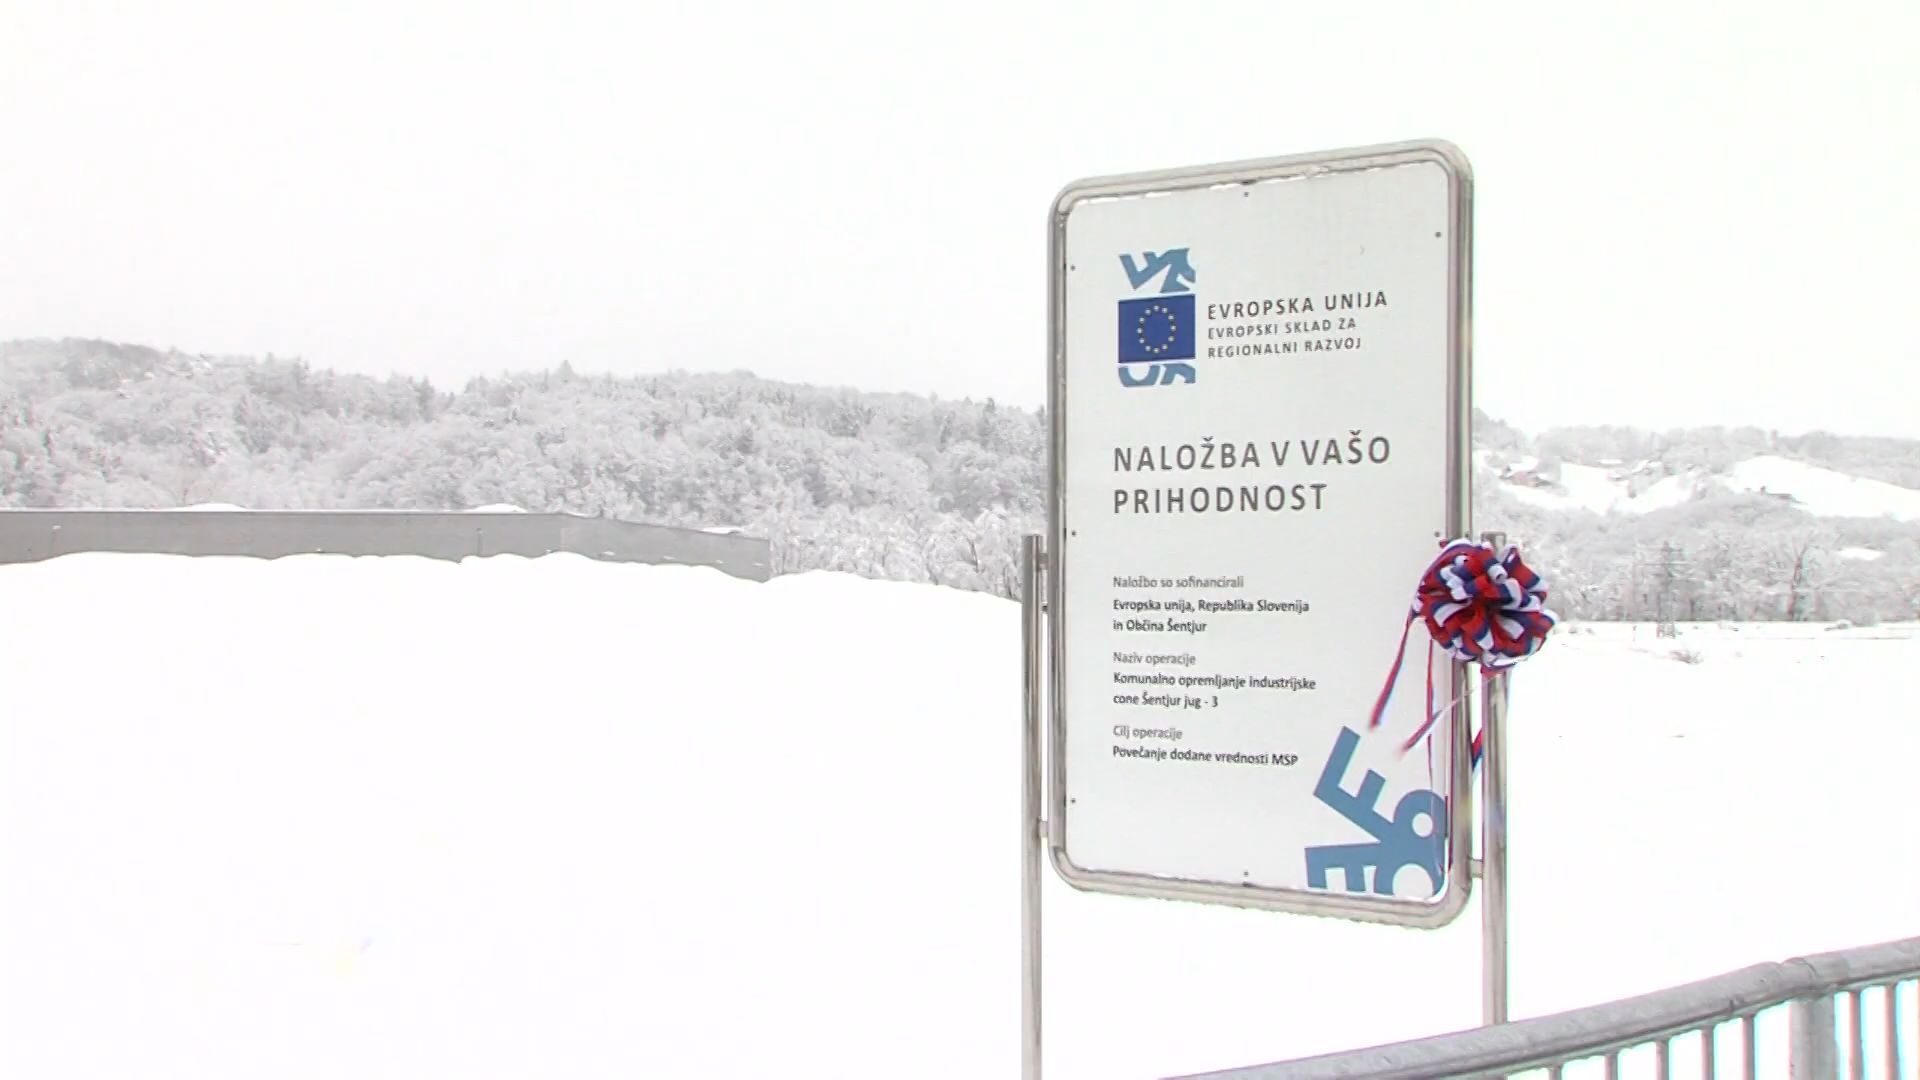 EVROPSKA UNIJA
EVROPSKI SKLAD ZA
REGIONALNI RAZVOJ
NALOŽBA V VAŠO
PRIHODNOST
Naložbo so sofinancirali
Evropska unija, Republika Slovenija
in Občina Šentjur
Naziv operacije
Komunalno opremljanje industrijske
cone Šentjur jug - 3
Cilj operacije
Povečanje dodane vrednosti MSP